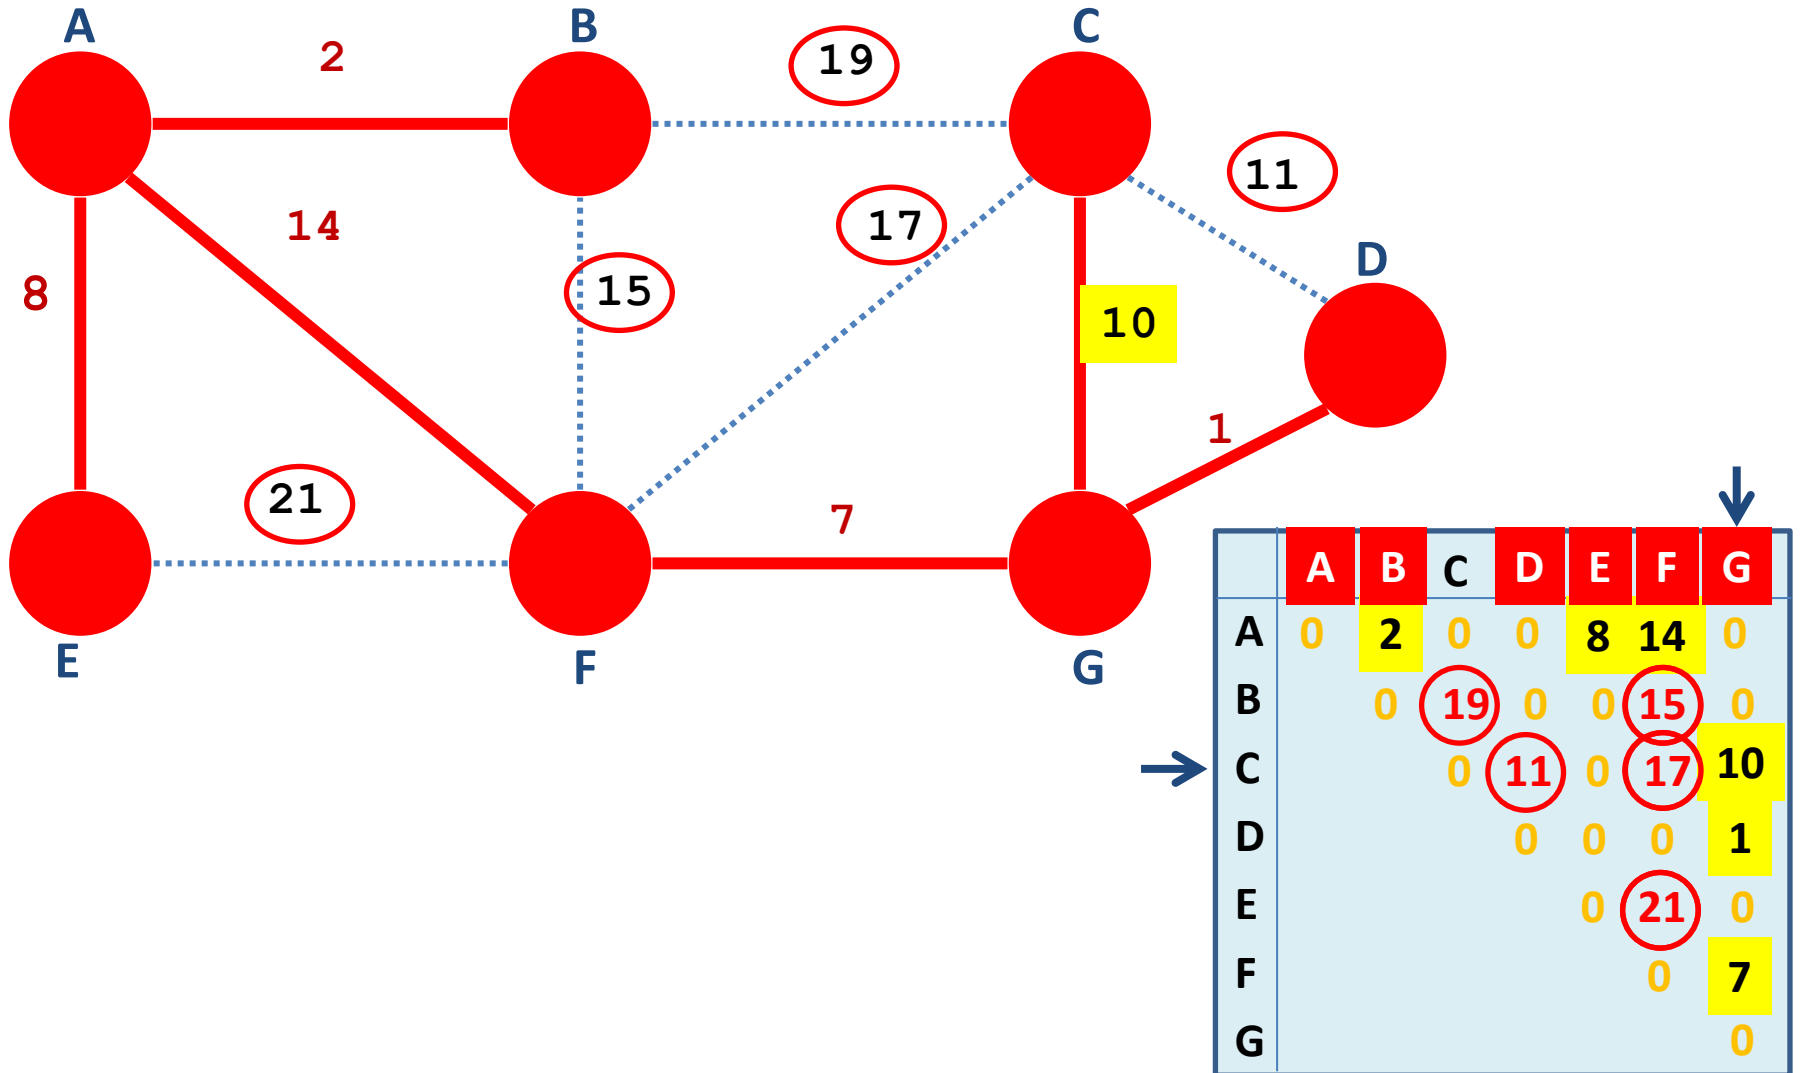 A B C
2 19
11
14 17
D
8 15
10
1
21 7
E F G
A B C D E F G
A 0 2 0 0 8 14 0
B 0 19 0 0 15 0
C 0 11 0 17 10
D 0 0 0 1
E 0 21 0
F 0 7
G 0